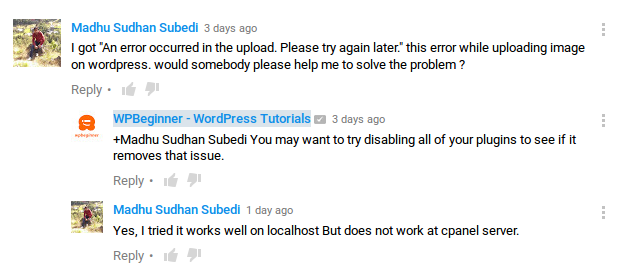 Madhu Sudhan Subedi 3 days ago
I got "An error occurred in the upload. Please try again later." this error while uploading image
on wordpress. would somebody please help me to solve the problem ?
Reply •
wpbeginner
WPBeginner - WordPress Tutorials 3 days ago
+Madhu Sudhan Subedi You may want to try disabling all of your plugins to see if it
removes that issue.
Reply •
Madhu Sudhan Subedi 1 day ago
Yes, I tried it works well on localhost But does not work at cpanel server.
Reply •